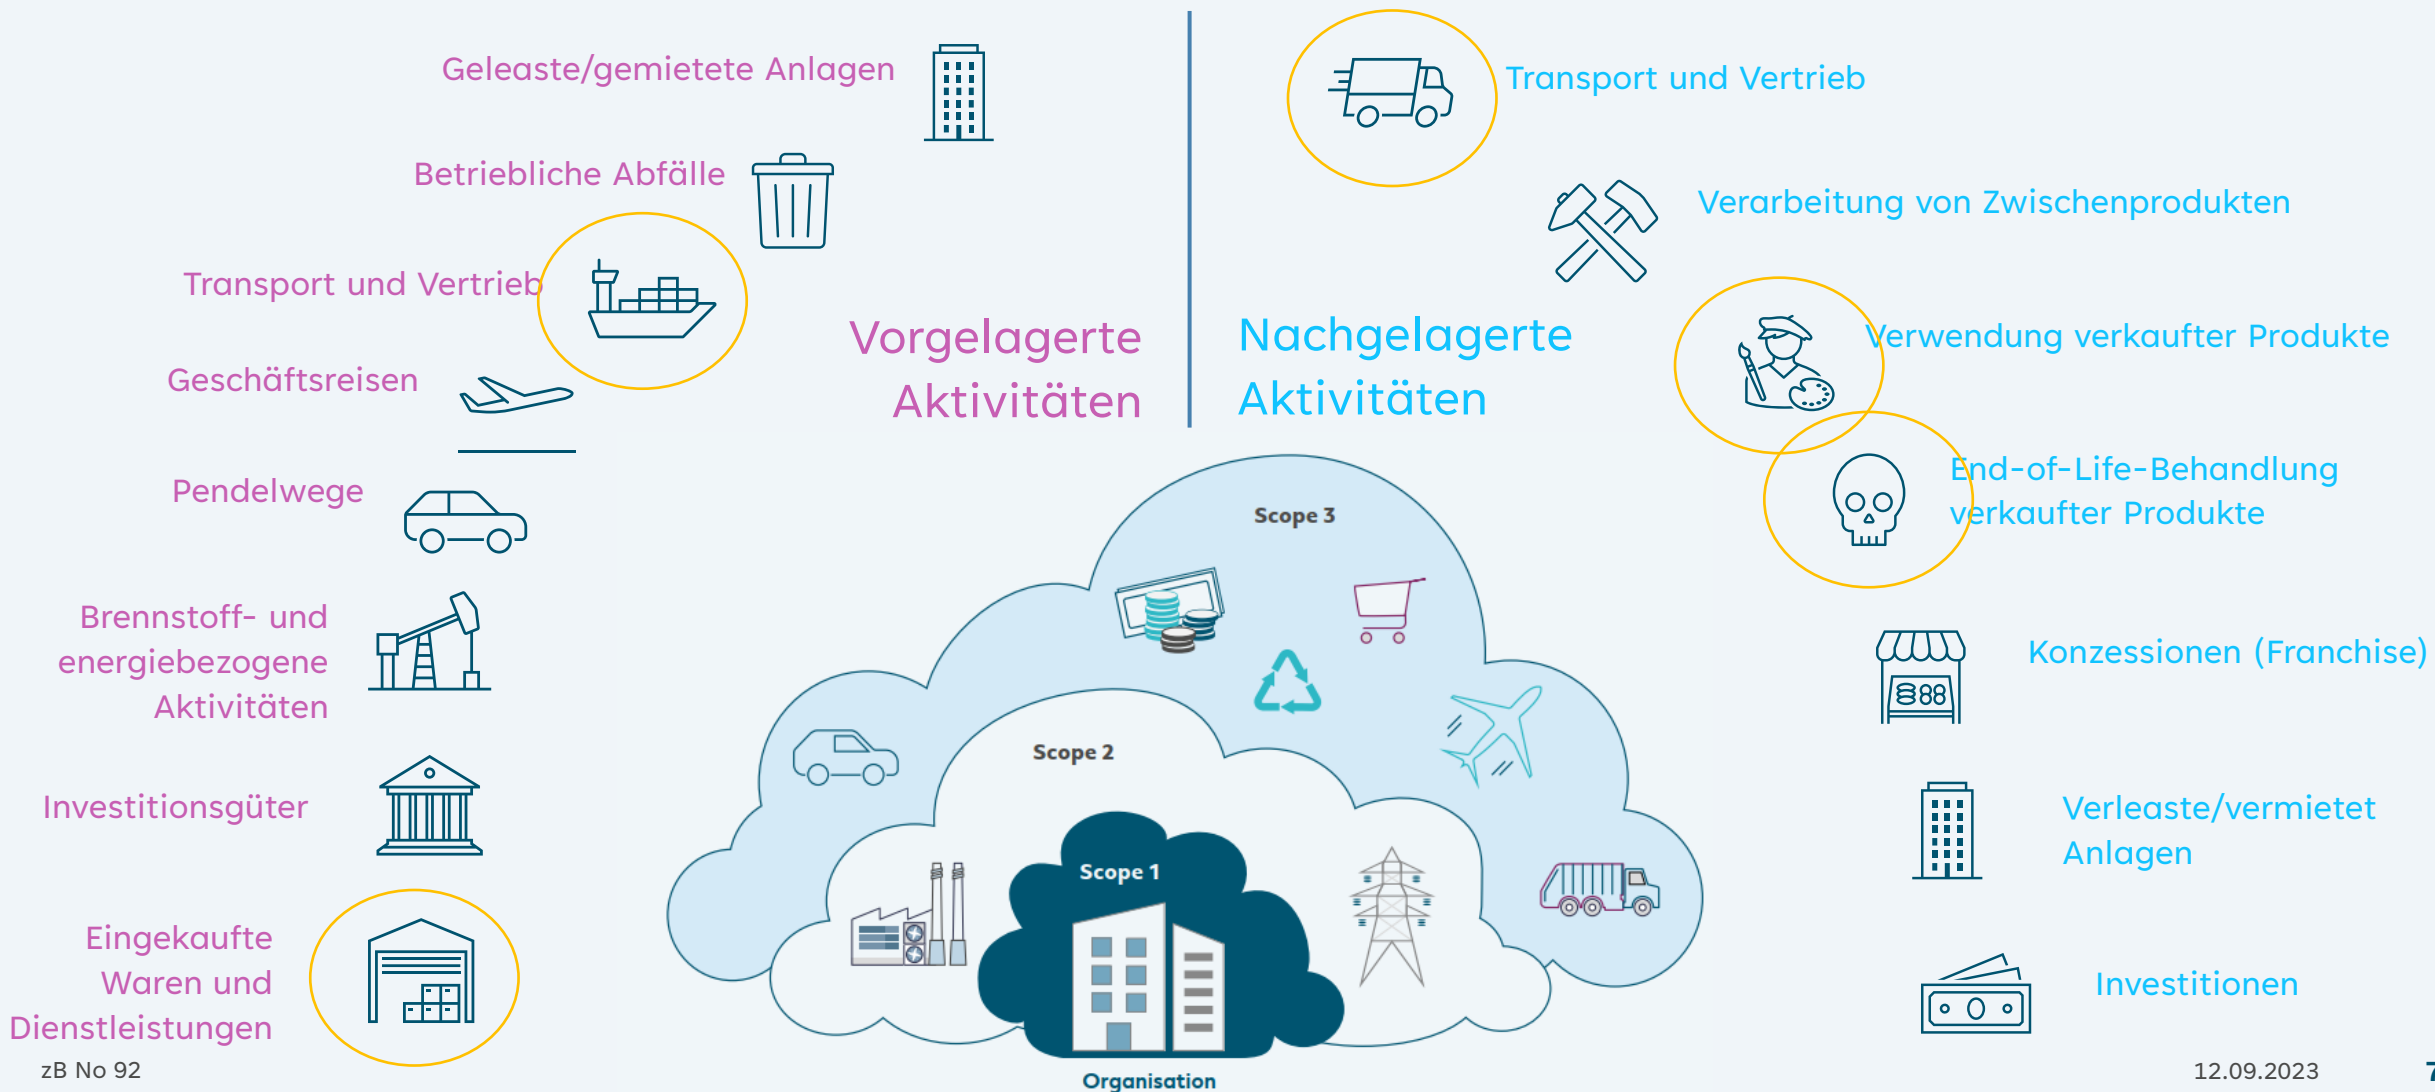 Geleaste/gemietete Anlagen
Betriebliche Abfälle
Transport und Vertrieb
Geschäftsreisen
Pendelwege
Brennstoff- und
energiebezogene
Aktivitäten
Investitionsgüter
Eingekaufte
Waren und
Dienstleistungen
Vorgelagerte
Aktivitäten
Nachgelagerte
Aktivitäten
Transport und Vertrieb
Verarbeitung von Zwischenprodukten
Verwendung verkaufter Produkte
End-of-Life-Behandlung
verkaufter Produkte
Konzessionen (Franchise)
Verleaste/vermietet
Anlagen
Investitionen
Scope 3
Scope 2
Scope 1
Organisation
zB No 92
12.09.2023
7